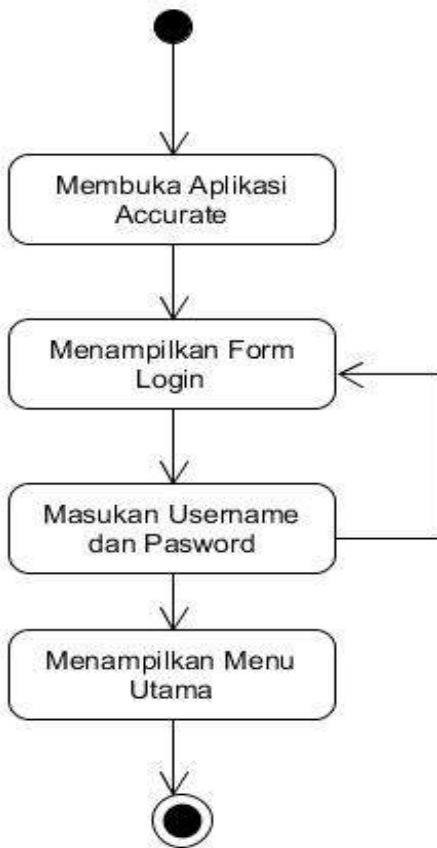 Membuka Aplikasi
Accurate
Menampilkan Form
Login
Masukan Username
dan Pasword
Menampilkan Menu
Utama